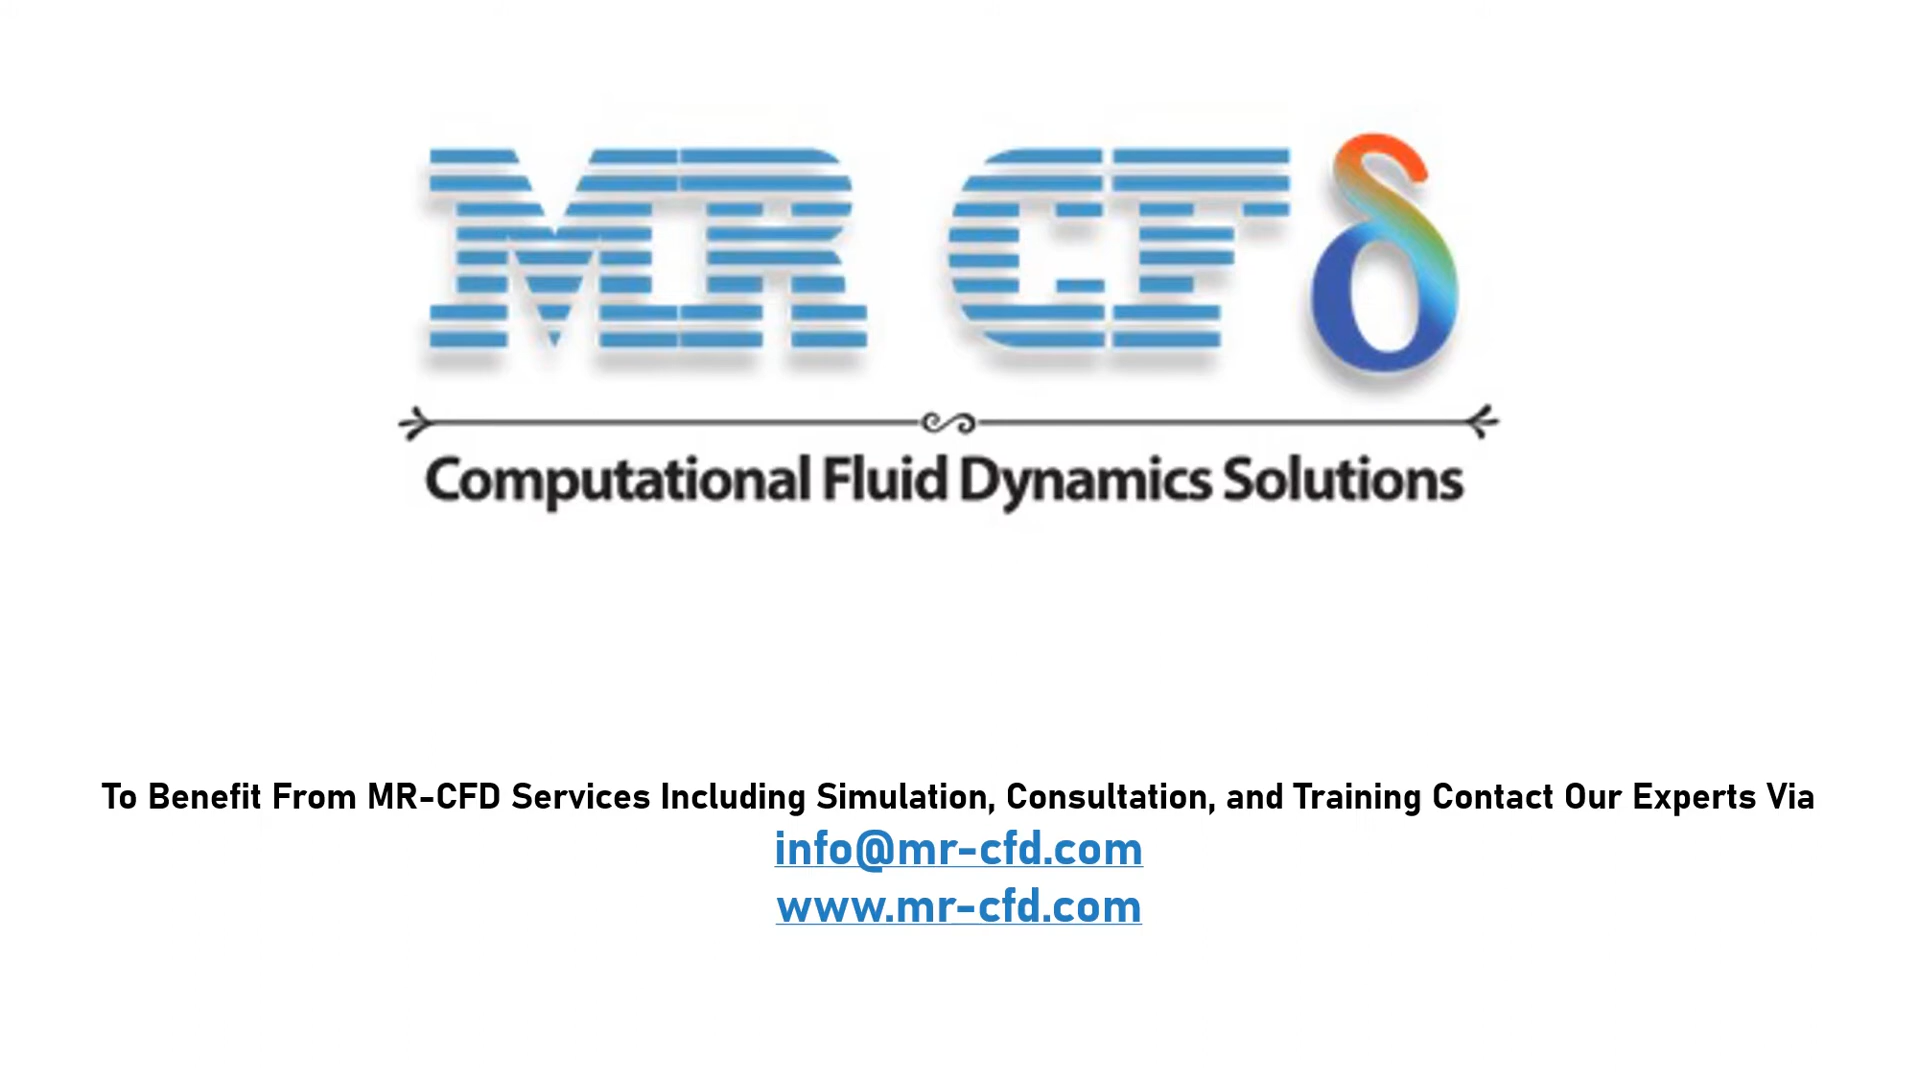 MR CFδ
Computational Fluid Dynamics Solutions
To Benefit From MR-CFD Services Including Simulation, Consultation, and Training Contact Our Experts Via
info@mr-cfd.com
www.mr-cfd.com